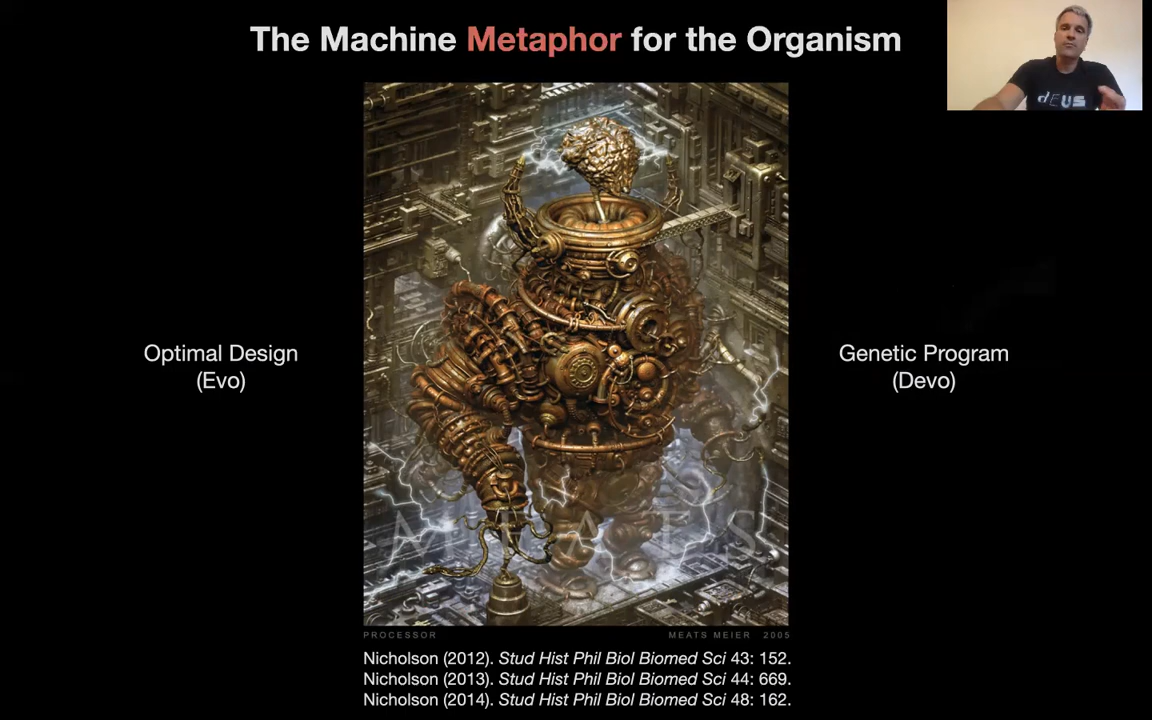 The Machine Metaphor for the Organism
dEUS
Optimal Design
(Evo)
Genetic Program
(Devo)
MEATS
PROCESSOR
MEATS MEIER 2005
Nicholson (2012). Stud Hist Phil Biol Biomed Sci 43: 152.
Nicholson (2013). Stud Hist Phil Biol Biomed Sci 44: 669.
Nicholson (2014). Stud Hist Phil Biol Biomed Sci 48: 162.